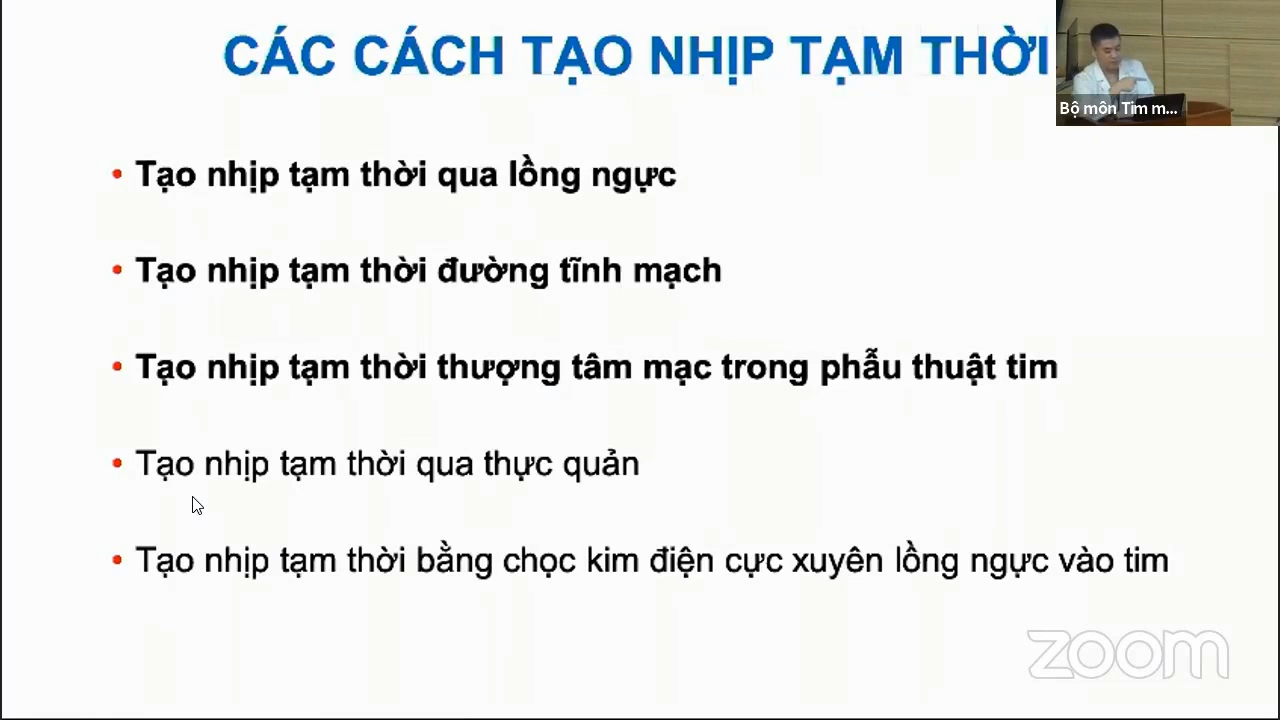 CÁC CÁCH TẠO NHỊP TẠM THỜI
Bộ môn Tim m...
• Tạo nhịp tạm thời qua lồng ngực
• Tạo nhịp tạm thời đường tĩnh mạch
• Tạo nhịp tạm thời thượng tâm mạc trong phẫu thuật tim
• Tạo nhịp tạm thời qua thực quản
• Tạo nhịp tạm thời bằng chọc kim điện cực xuyên lồng ngực vào tim
zoom